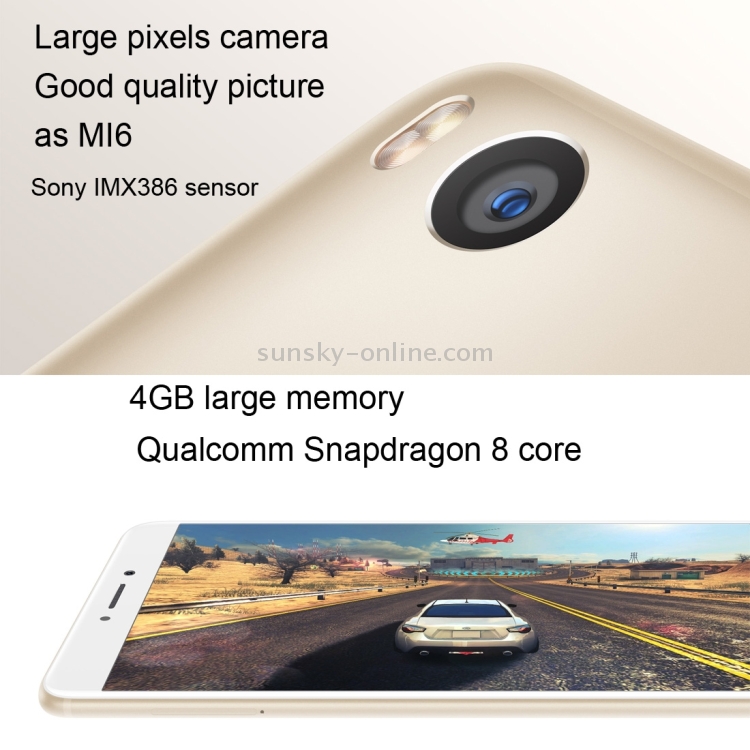 Large pixels camera
Good quality picture
as MI6
Sony IMX386 sensor
sunsky-online.com
4GB large memory
Qualcomm Snapdragon 8 core